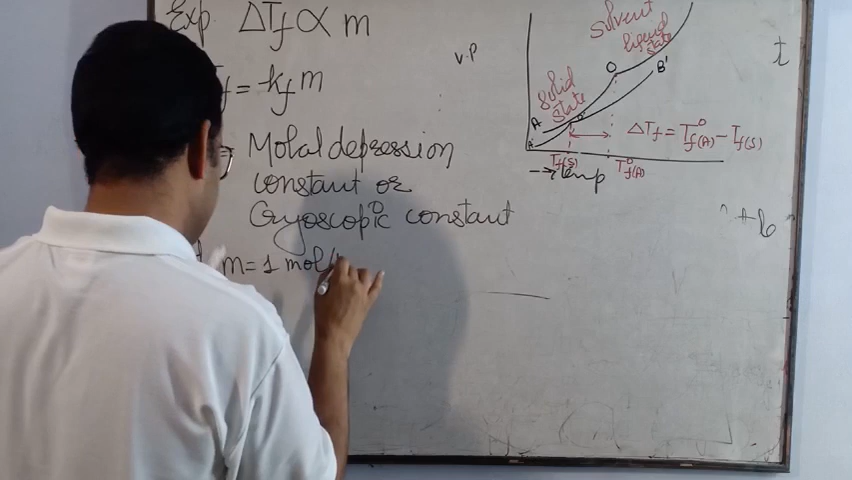 Exp. ΔTf ∝ m
Tf = kf m
Molal depression
constant or
Cryoscopic constant
m = 1 mol/
v.p
Solvent
liquid state
Solid
state
O
B'
A
ΔTf = T°f(A) - Tf(S)
Tf(S)
T°f(A)
→ Temp
t